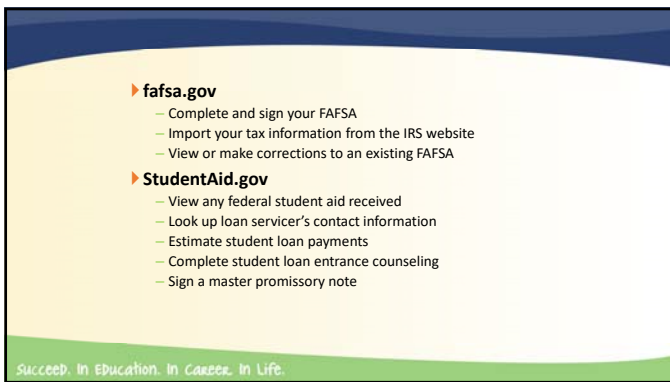 fafsa.gov
– Complete and sign your FAFSA
– Import your tax information from the IRS website
– View or make corrections to an existing FAFSA
StudentAid.gov
– View any federal student aid received
– Look up loan servicer's contact information
– Estimate student loan payments
– Complete student loan entrance counseling
– Sign a master promissory note
Succeed. In Education. In Career. In Life.